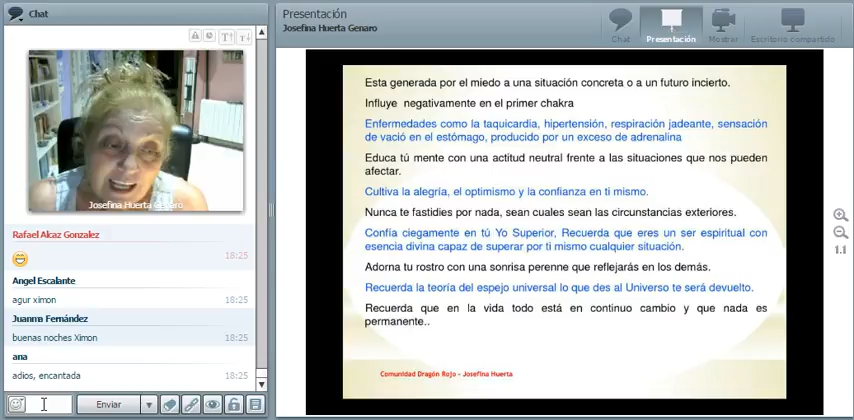 Chat
T↑ T↓
Josefina Huerta Genaro
Rafael Alcaz Gonzalez
18:25
Angel Escalante
agur ximon 18:25
Juanma Fernández
buenas noches Ximon 18:25
ana
adios, encantada 18:25
Enviar
Presentación
Josefina Huerta Genaro
Chat
Presentación
Mostrar
Escritorio compartido
Esta generada por el miedo a una situación concreta o a un futuro incierto.
Influye negativamente en el primer chakra
Enfermedades como la taquicardia, hipertensión, respiración jadeante, sensación
de vació en el estómago, producido por un exceso de adrenalina
Educa tú mente con una actitud neutral frente a las situaciones que nos pueden
afectar.
Cultiva la alegría, el optimismo y la confianza en ti mismo.
Nunca te fastidies por nada, sean cuales sean las circunstancias exteriores.
Confía ciegamente en tú Yo Superior, Recuerda que eres un ser espiritual con
esencia divina capaz de superar por ti mismo cualquier situación.
Adorna tu rostro con una sonrisa perenne que reflejarás en los demás.
Recuerda la teoría del espejo universal lo que des al Universo te será devuelto.
Recuerda que en la vida todo está en continuo cambio y que nada es
permanente..
Comunidad Dragón Rojo - Josefina Huerta
1.1